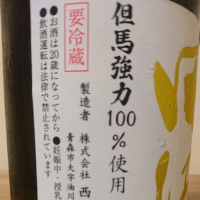 但馬強力
100%使用
製造者 株式会社 西
青森市大字油川
要冷蔵
●お酒は20歳になってから ●妊娠中・授乳
●飲酒運転は法律で禁止されています